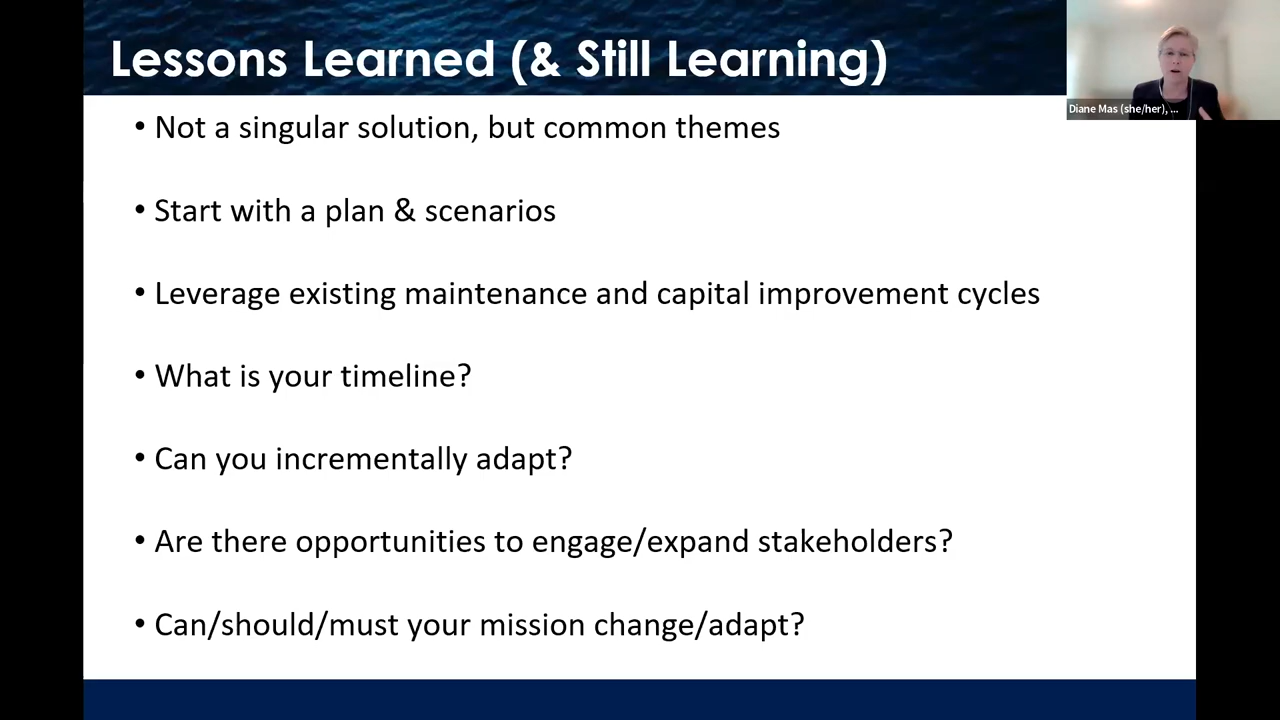 Lessons Learned (& Still Learning)
Diane Mas (she/her), ...
• Not a singular solution, but common themes
• Start with a plan & scenarios
• Leverage existing maintenance and capital improvement cycles
• What is your timeline?
• Can you incrementally adapt?
• Are there opportunities to engage/expand stakeholders?
• Can/should/must your mission change/adapt?